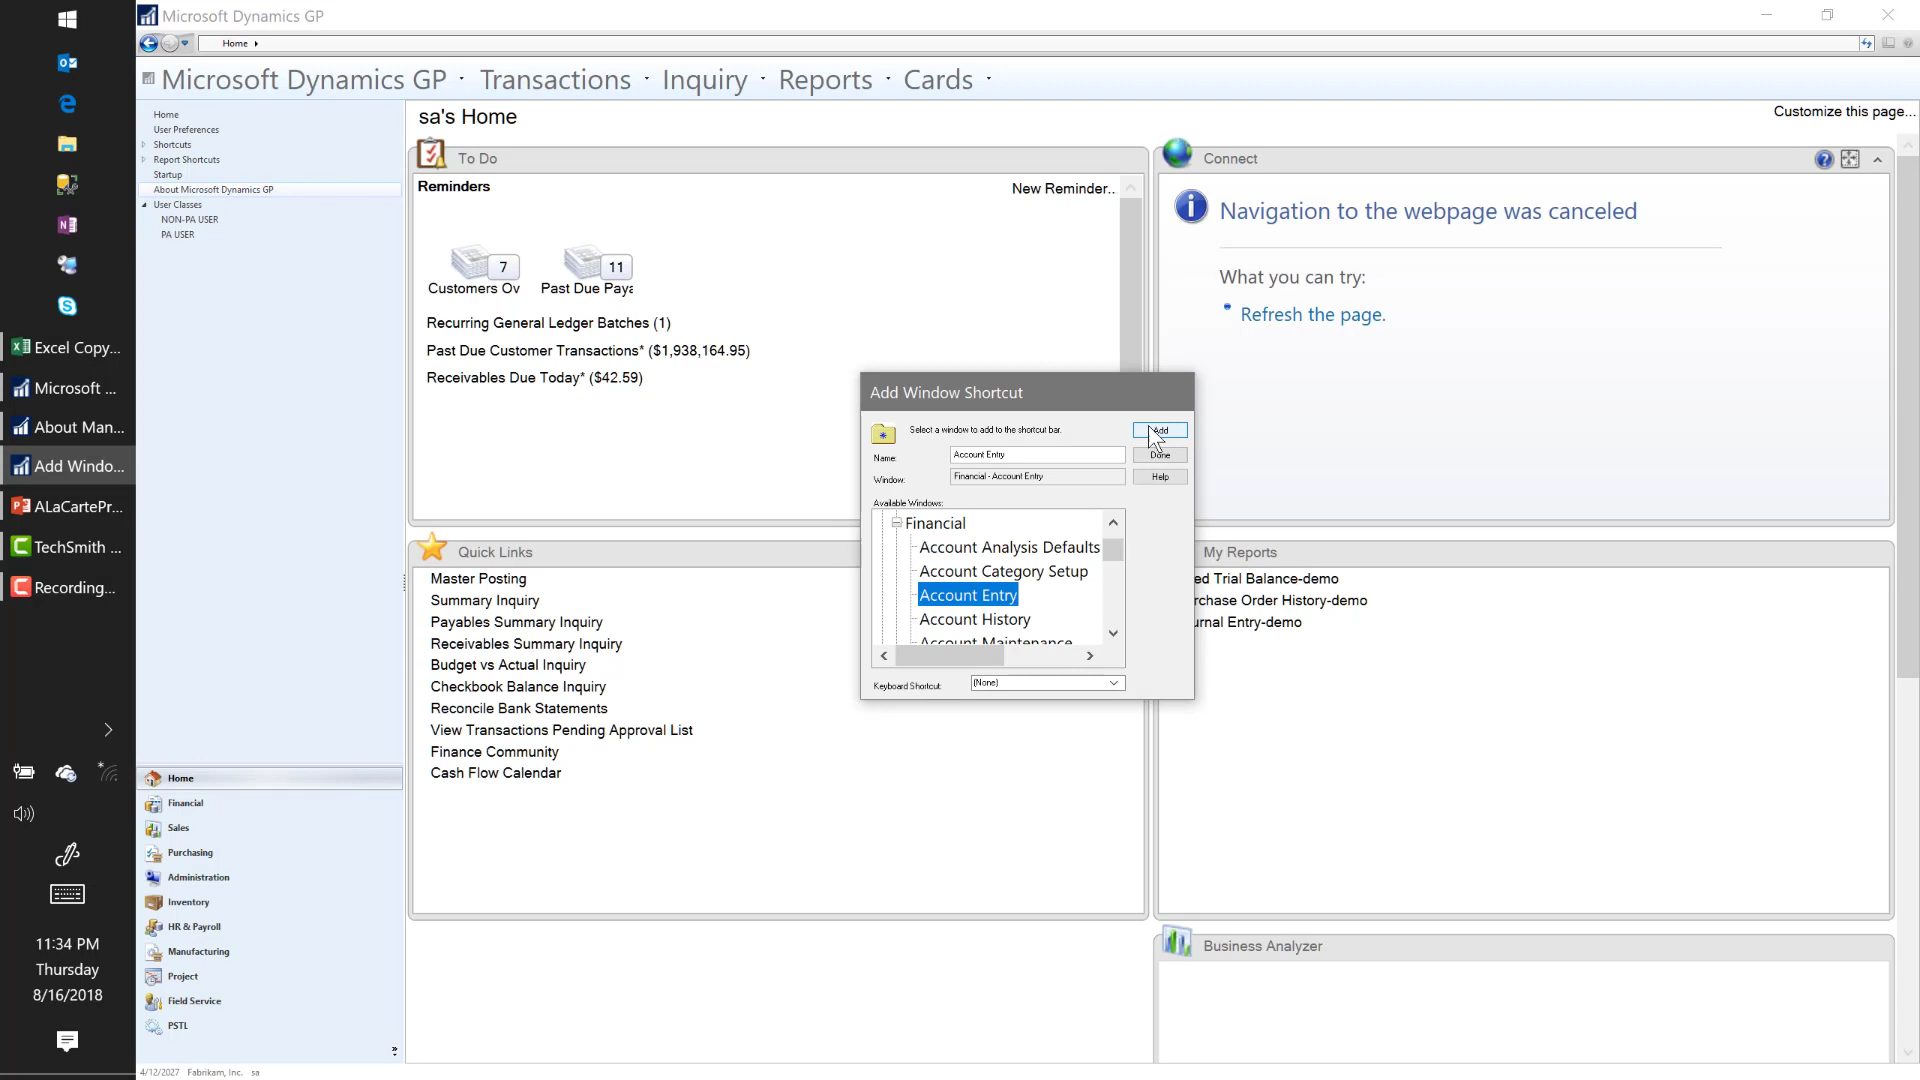 Microsoft Dynamics GP
Home
Microsoft Dynamics GP Transactions Inquiry Reports Cards
Home
User Preferences
Shortcuts
Report Shortcuts
Startup
About Microsoft Dynamics GP
User Classes
NON-PA USER
PA USER
sa's Home
Customize this page...
To Do
Reminders
New Reminder...
7
Customers Ov
11
Past Due Paya
Recurring General Ledger Batches (1)
Past Due Customer Transactions* ($1,938,164.95)
Receivables Due Today* ($42.59)
Connect
Navigation to the webpage was canceled
What you can try:
Refresh the page.
Add Window Shortcut
Select a window to add to the shortcut bar.
Add
Name:
Account Entry
Done
Window:
Financial - Account Entry
Help
Available Windows:
Financial
Account Analysis Defaults
Account Category Setup
Account Entry
Account History
Account Maintenance
Keyboard Shortcut:
(None)
Quick Links
Master Posting
Summary Inquiry
Payables Summary Inquiry
Receivables Summary Inquiry
Budget vs Actual Inquiry
Checkbook Balance Inquiry
Reconcile Bank Statements
View Transactions Pending Approval List
Finance Community
Cash Flow Calendar
My Reports
ed Trial Balance-demo
rchase Order History-demo
urnal Entry-demo
Business Analyzer
Home
Financial
Sales
Purchasing
Administration
Inventory
HR & Payroll
Manufacturing
Project
Field Service
PSTL
4/12/2027 Fabrikam, Inc. sa
Excel Copy...
Microsoft ...
About Man...
Add Windo...
ALaCartePr...
TechSmith ...
Recording...
11:34 PM
Thursday
8/16/2018